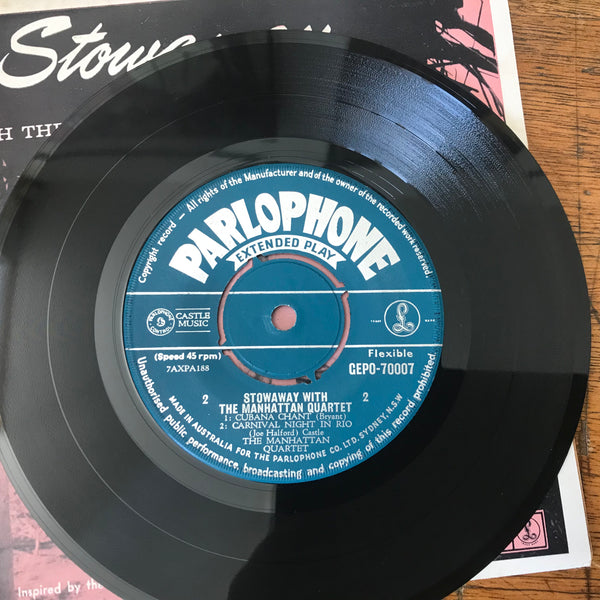 Stowaway
H THE
Copyright record – All rights of the Manufacturer and of the owner of the recorded work reserved.
PARLOPHONE
EXTENDED PLAY
CASTLE
MUSIC
(Speed 45 rpm)
7AXPA188
Flexible
GEPO-70007
2 STOWAWAY WITH 2
THE MANHATTAN QUARTET
1: CUBANA CHANT (Bryant)
2: CARNIVAL NIGHT IN RIO
(Joe Halford) Castle
THE MANHATTAN
QUARTET
MADE IN AUSTRALIA FOR THE PARLOPHONE CO. LTD. SYDNEY, N.S.W.
Unauthorised public performance, broadcasting and copying of this record prohibited.
Inspired by the